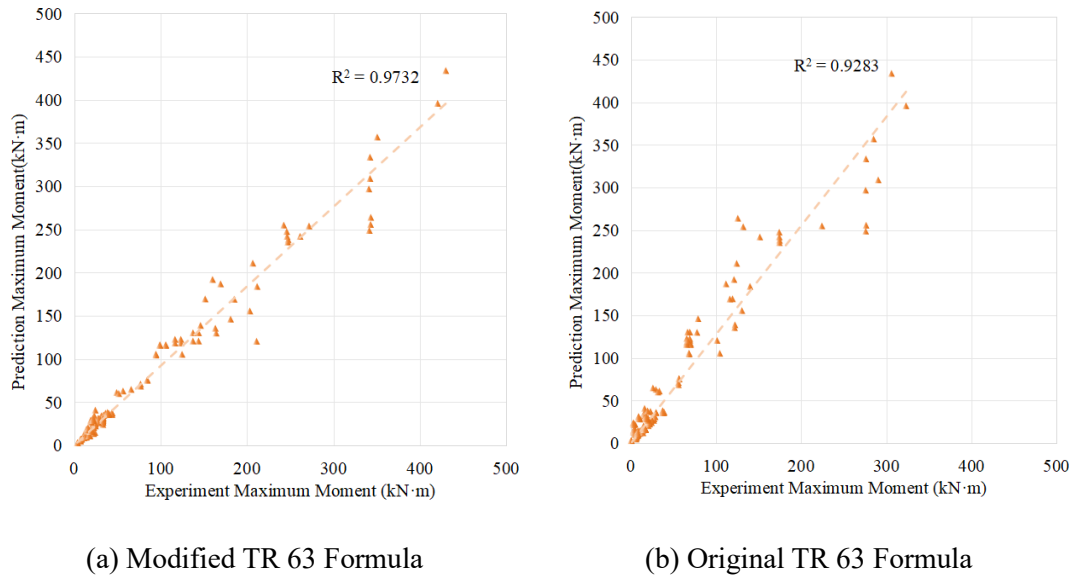 500
450
400
350
300
250
200
150
100
50
0
Prediction Maximum Moment(kN·m)
R² = 0.9732
0 100 200 300 400 500
Experiment Maximum Moment (kN·m)
(a) Modified TR 63 Formula
500
450
400
350
300
250
200
150
100
50
0
Prediction Maximum Moment(kN·m)
R² = 0.9283
0 100 200 300 400 500
Experiment Maximum Moment (kN·m)
(b) Original TR 63 Formula